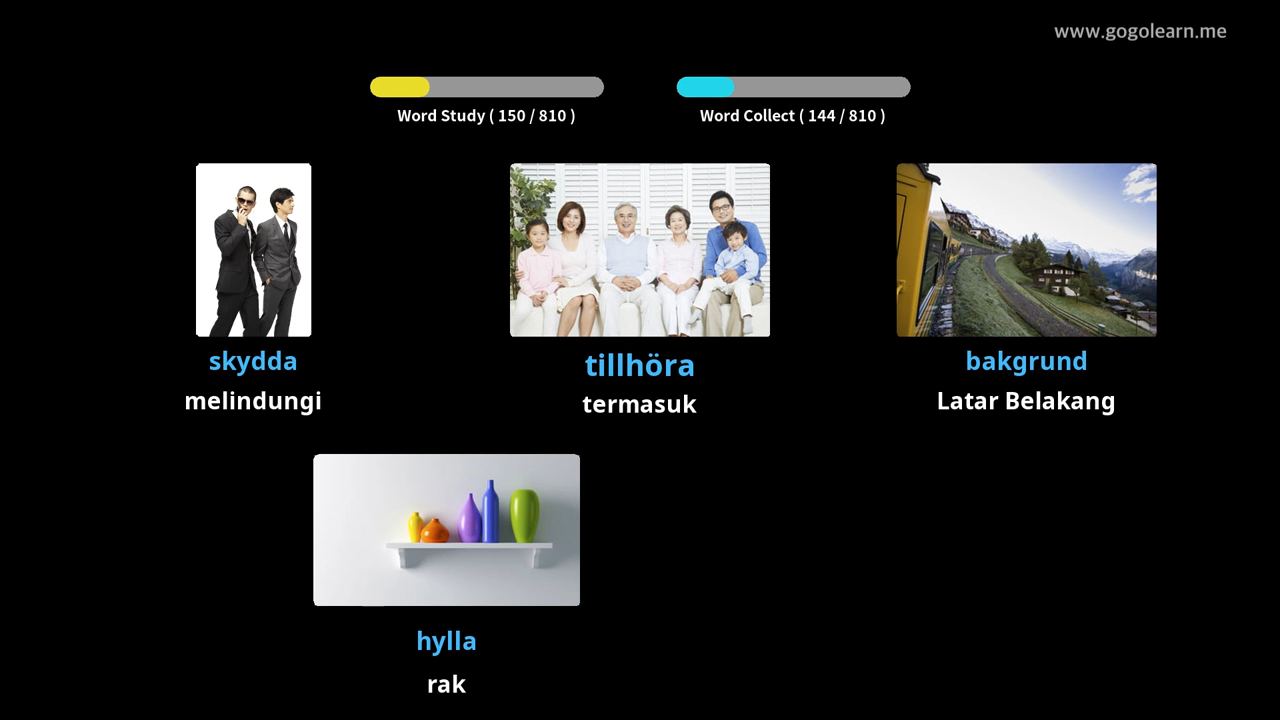 www.gogolearn.me
Word Study ( 150 / 810 )
Word Collect ( 144 / 810 )
skydda
melindungi
tillhöra
termasuk
bakgrund
Latar Belakang
hylla
rak